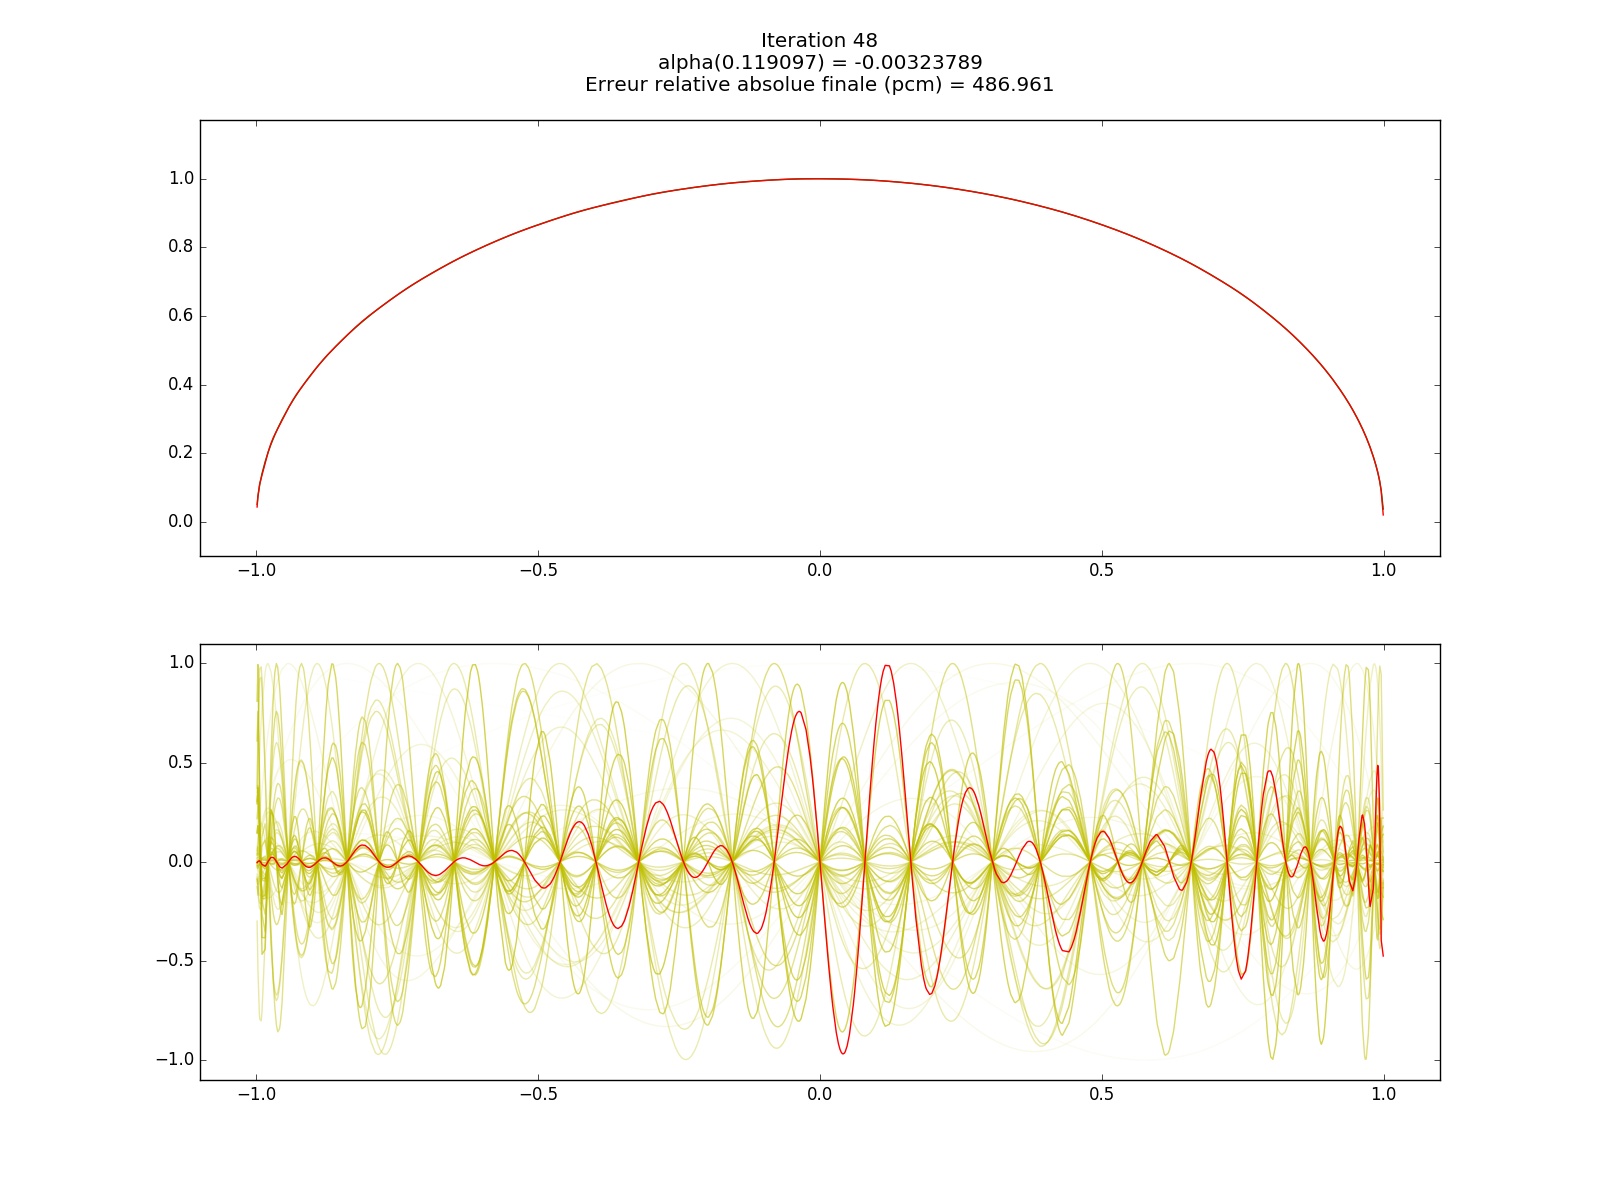 Iteration 48
alpha(0.119097) = -0.00323789
Erreur relative absolue finale (pcm) = 486.961
1.0
0.8
0.6
0.4
0.2
0.0
−1.0 −0.5 0.0 0.5 1.0
1.0
0.5
0.0
−0.5
−1.0
−1.0 −0.5 0.0 0.5 1.0